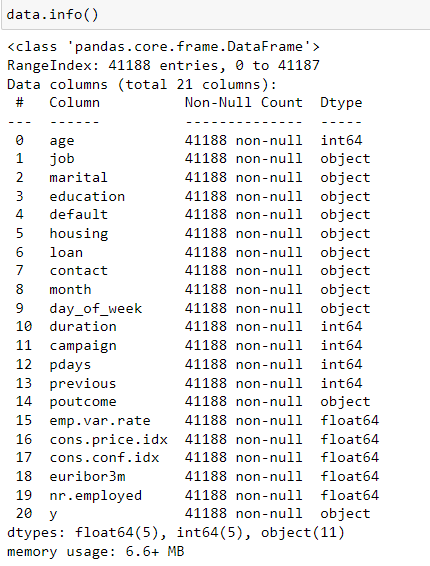 data.info()
<class 'pandas.core.frame.DataFrame'>
RangeIndex: 41188 entries, 0 to 41187
Data columns (total 21 columns):
 #   Column          Non-Null Count  Dtype
---  ------          --------------  -----
 0   age             41188 non-null  int64
 1   job             41188 non-null  object
 2   marital         41188 non-null  object
 3   education       41188 non-null  object
 4   default         41188 non-null  object
 5   housing         41188 non-null  object
 6   loan            41188 non-null  object
 7   contact         41188 non-null  object
 8   month           41188 non-null  object
 9   day_of_week     41188 non-null  object
 10  duration        41188 non-null  int64
 11  campaign        41188 non-null  int64
 12  pdays           41188 non-null  int64
 13  previous        41188 non-null  int64
 14  poutcome        41188 non-null  object
 15  emp.var.rate    41188 non-null  float64
 16  cons.price.idx  41188 non-null  float64
 17  cons.conf.idx   41188 non-null  float64
 18  euribor3m       41188 non-null  float64
 19  nr.employed     41188 non-null  float64
 20  y               41188 non-null  object
dtypes: float64(5), int64(5), object(11)
memory usage: 6.6+ MB